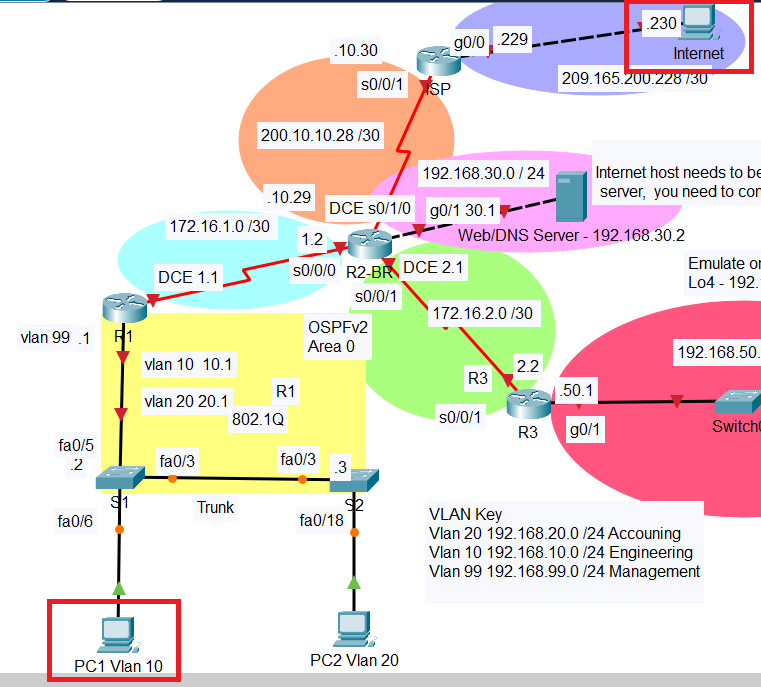 .10.30
g0/0
.229
.230
Internet
s0/0/1
ISP
209.165.200.228 /30
200.10.10.28 /30
192.168.30.0 / 24
Internet host needs to be
server, you need to con
.10.29
DCE s0/1/0
g0/1 30.1
172.16.1.0 /30
1.2
Web/DNS Server - 192.168.30.2
s0/0/0
R2-BR
DCE 2.1
DCE 1.1
Emulate or
Lo4 - 192.
s0/0/1
172.16.2.0 /30
R1
vlan 99 .1
OSPFv2
Area 0
vlan 10 10.1
192.168.50.
2.2
R3
R1
vlan 20 20.1
802.1Q
.50.1
s0/0/1
R3
g0/1
Switch
fa0/5
.2
fa0/3
fa0/3
.3
S1
Trunk
S2
fa0/6
fa0/18
VLAN Key
Vlan 20 192.168.20.0 /24 Accouning
Vlan 10 192.168.10.0 /24 Engineering
Vlan 99 192.168.99.0 /24 Management
PC1 Vlan 10
PC2 Vlan 20